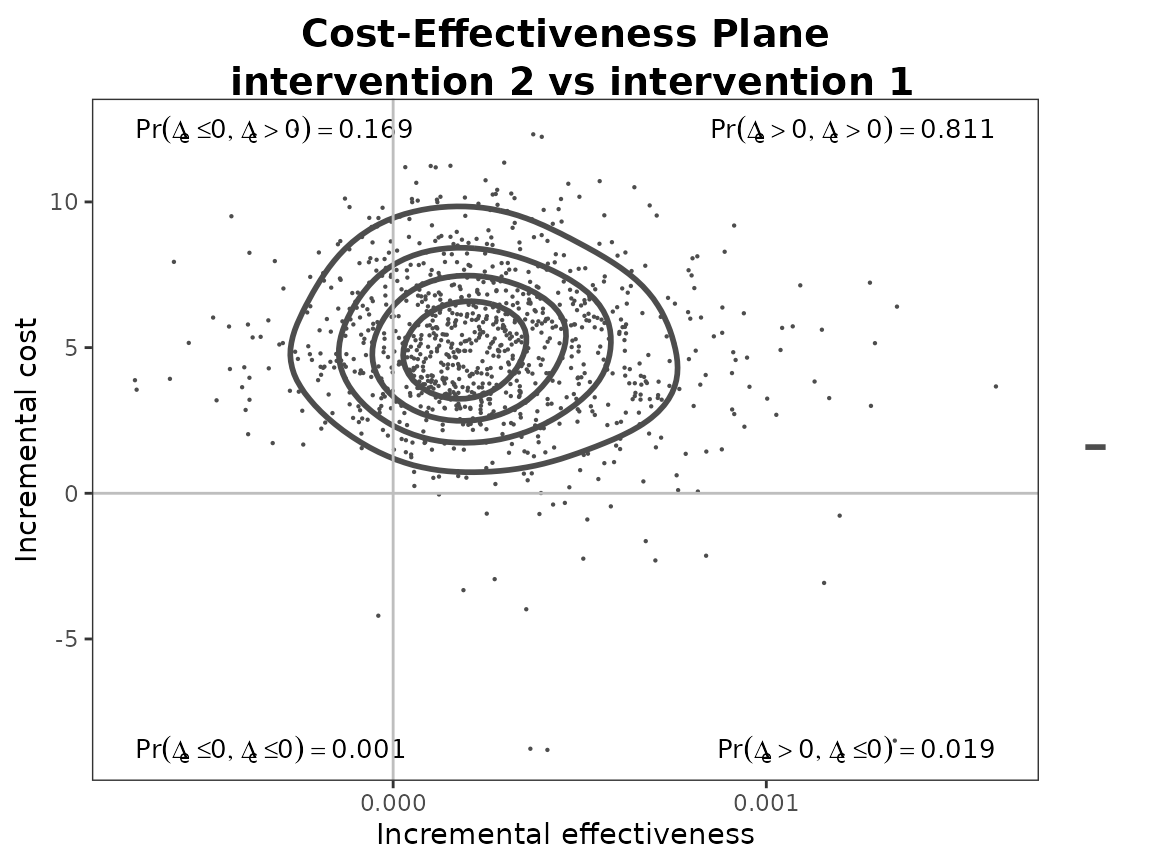 Cost-Effectiveness Plane
intervention 2 vs intervention 1
Pr(Δe ≤ 0, Δc > 0) = 0.169
Pr(Δe > 0, Δc > 0) = 0.811
10
5
0
-5
Incremental cost
Pr(Δe ≤ 0, Δc ≤ 0) = 0.001
Pr(Δe > 0, Δc ≤ 0) = 0.019
0.000
0.001
Incremental effectiveness